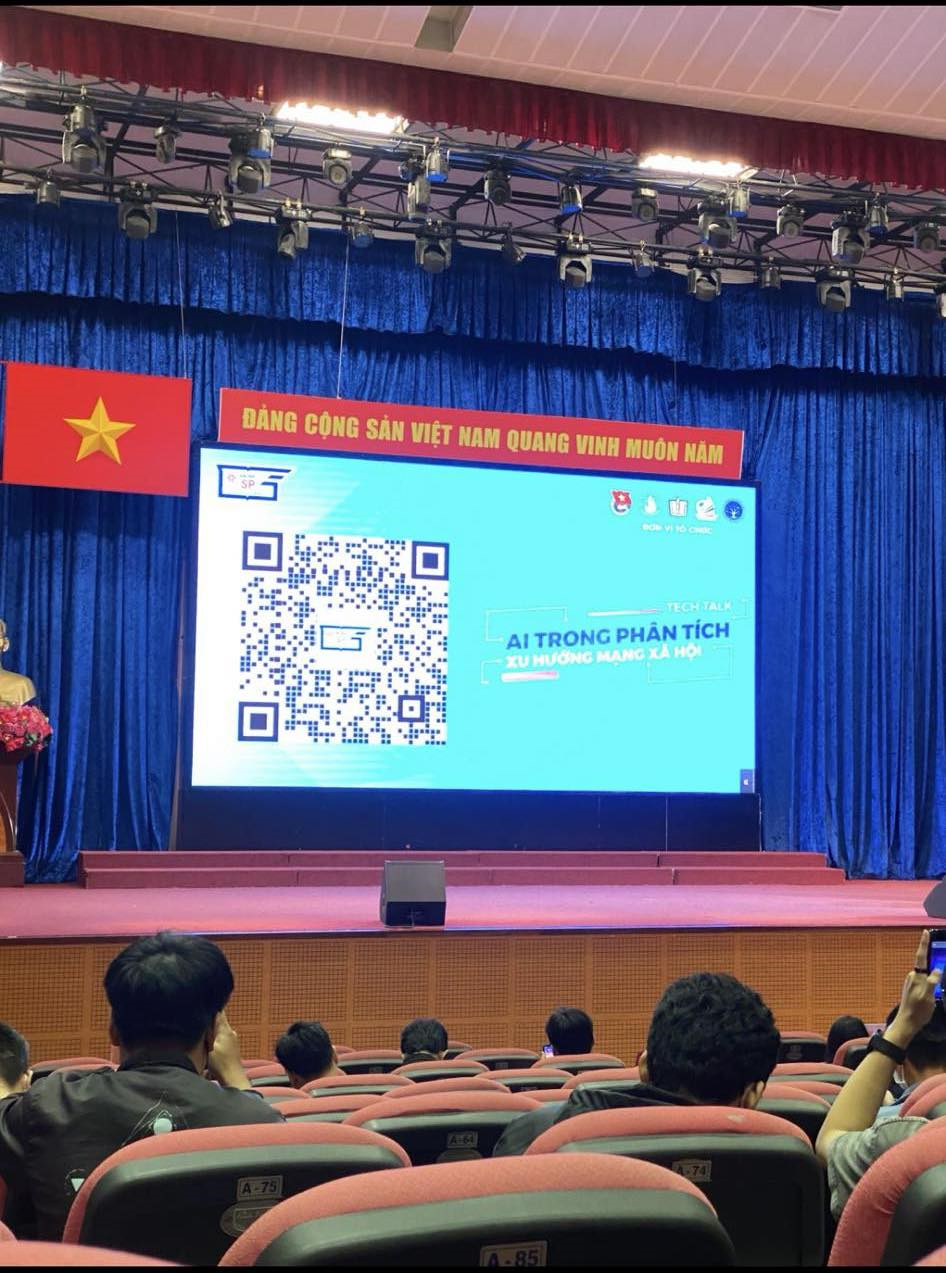 ĐẢNG CỘNG SẢN VIỆT NAM QUANG VINH MUÔN NĂM
SP
ĐƠN VỊ TỔ CHỨC
TECH TALK
AI TRONG PHÂN TÍCH
XU HƯỚNG MẠNG XÃ HỘI
A-64
A-75
A-74
A-85